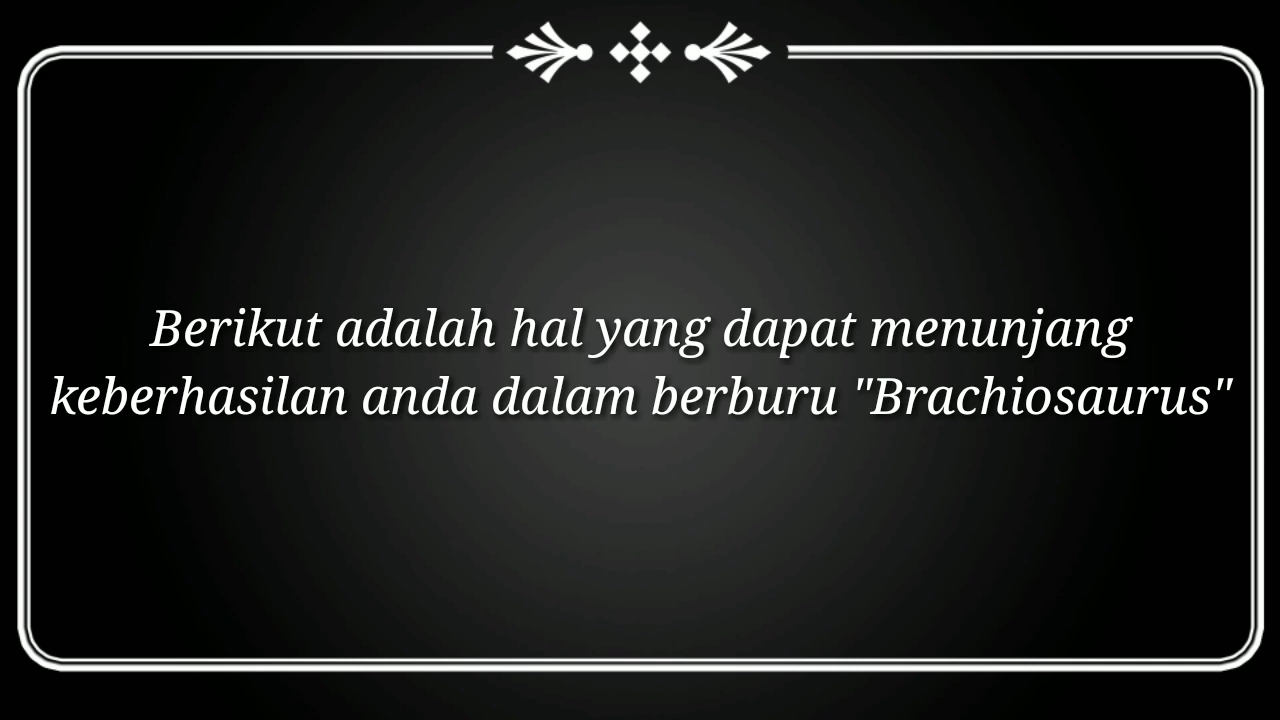 Berikut adalah hal yang dapat menunjang
keberhasilan anda dalam berburu "Brachiosaurus"